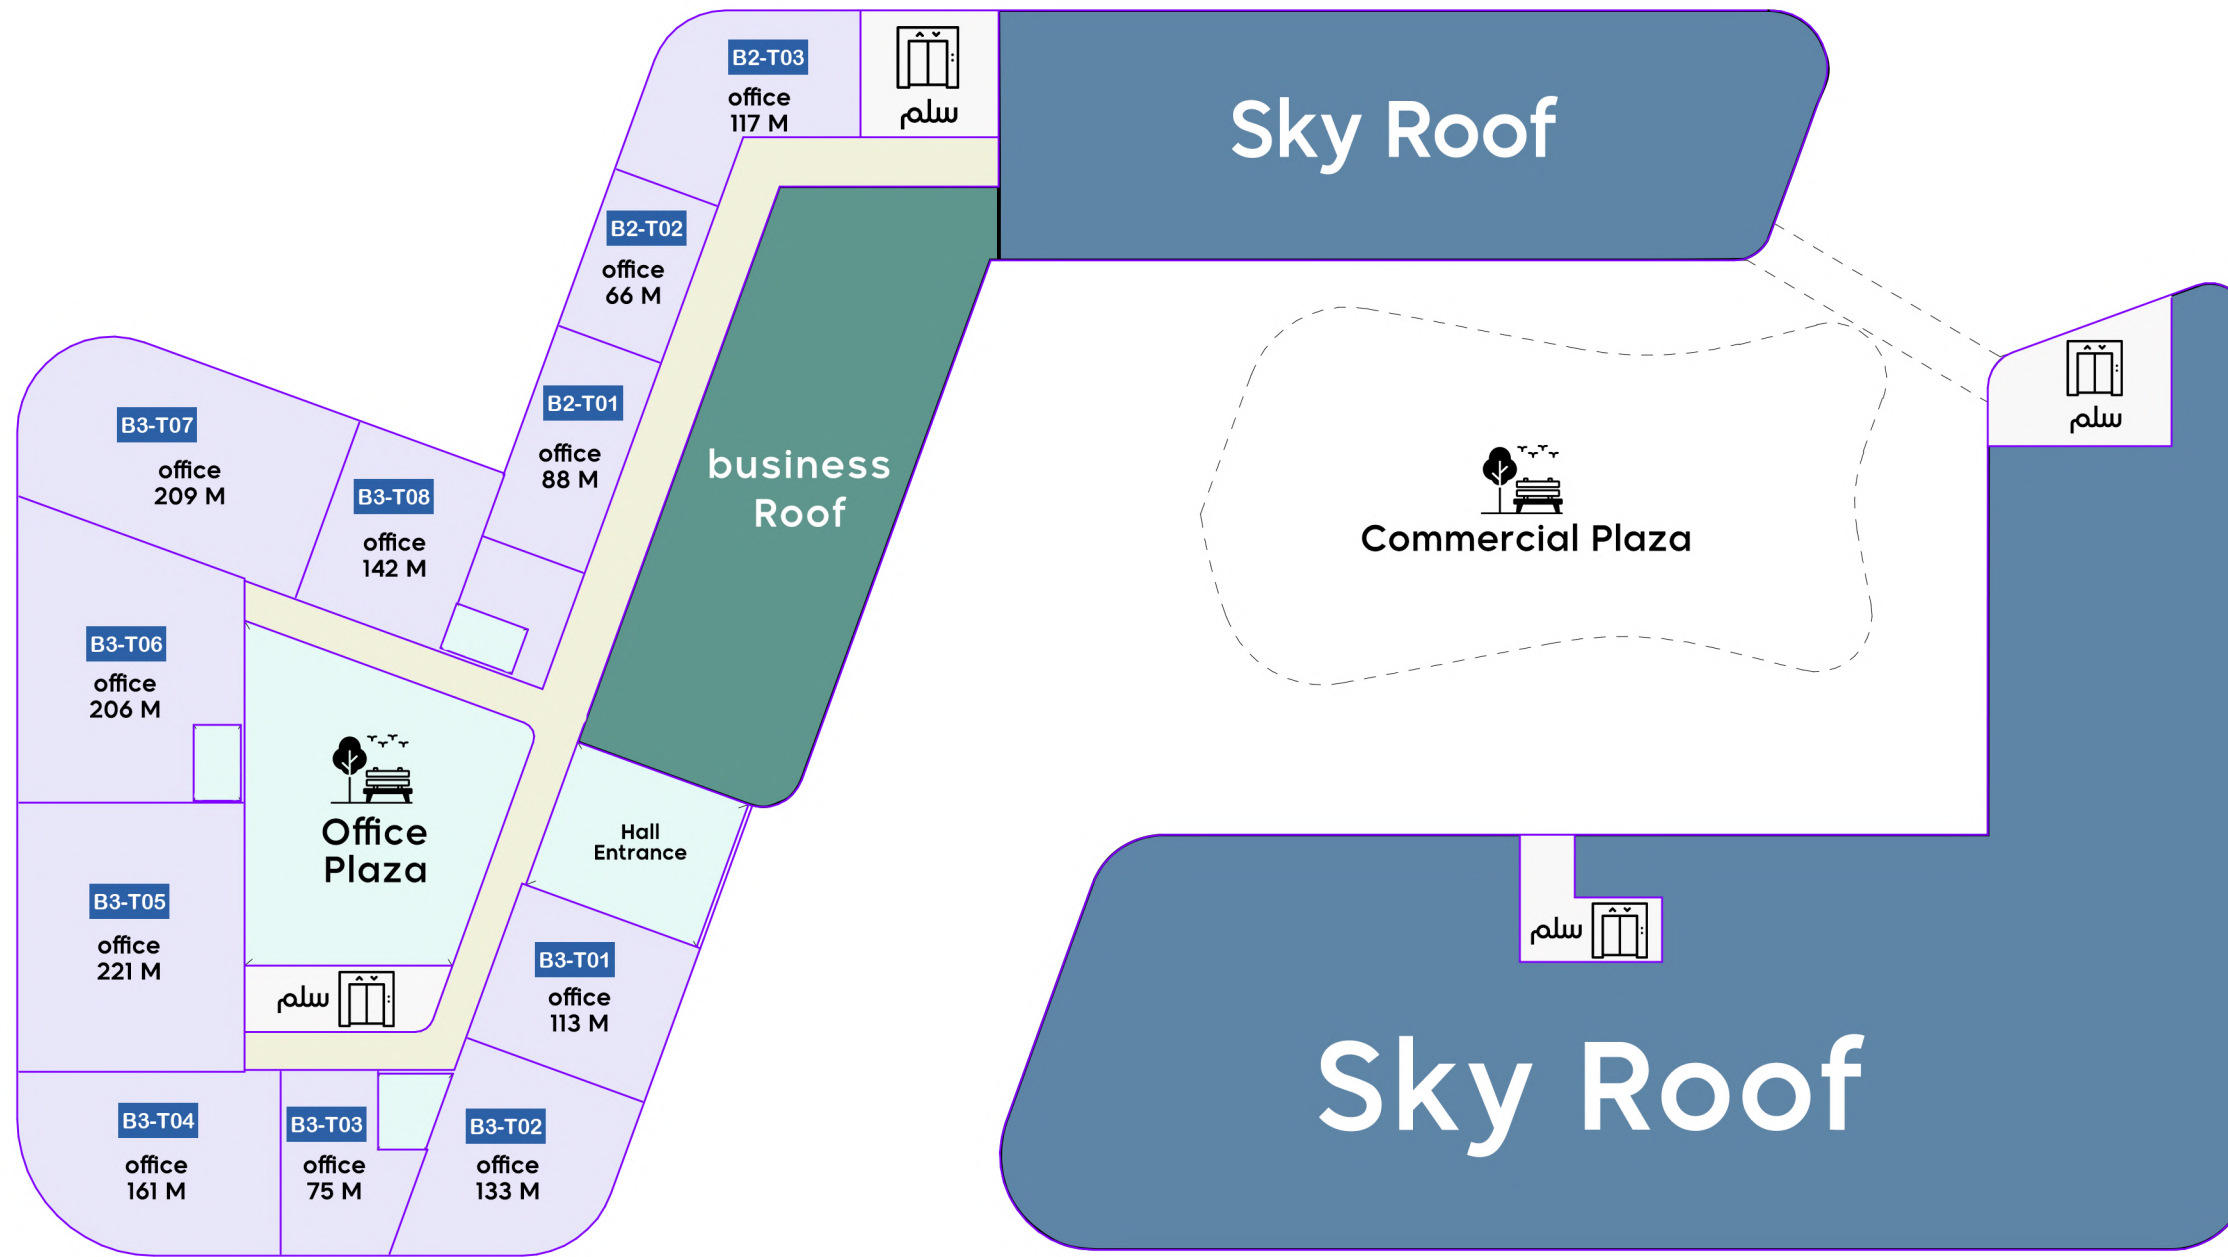 B2-T03
office
117 M
سلم
Sky Roof
B2-T02
office
66 M
B2-T01
office
88 M
business
Roof
سلم
Commercial Plaza
B3-T07
office
209 M
B3-T08
office
142 M
B3-T06
office
206 M
Office
Plaza
Hall
Entrance
B3-T05
office
221 M
سلم
B3-T01
office
113 M
سلم
Sky Roof
B3-T04
office
161 M
B3-T03
office
75 M
B3-T02
office
133 M